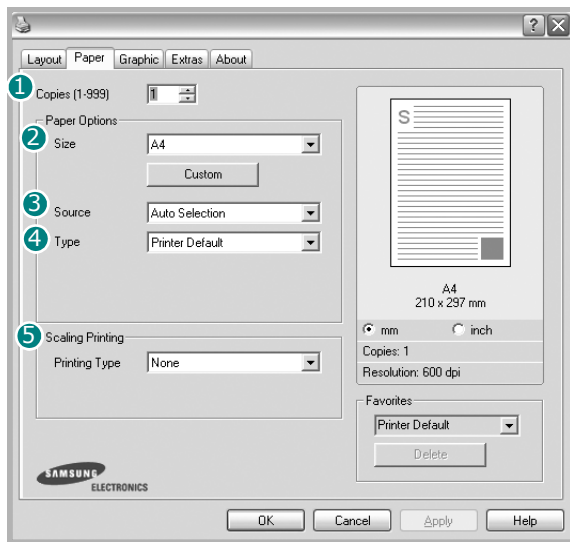 ? X
Layout Paper Graphic Extras About
1 Copies (1-999) 1
Paper Options
2 Size A4
Custom
3 Source Auto Selection
4 Type Printer Default
5 Scaling Printing
Printing Type None
S
A4
210 x 297 mm
mm inch
Copies: 1
Resolution: 600 dpi
Favorites
Printer Default
Delete
SAMSUNG
ELECTRONICS
OK Cancel Apply Help